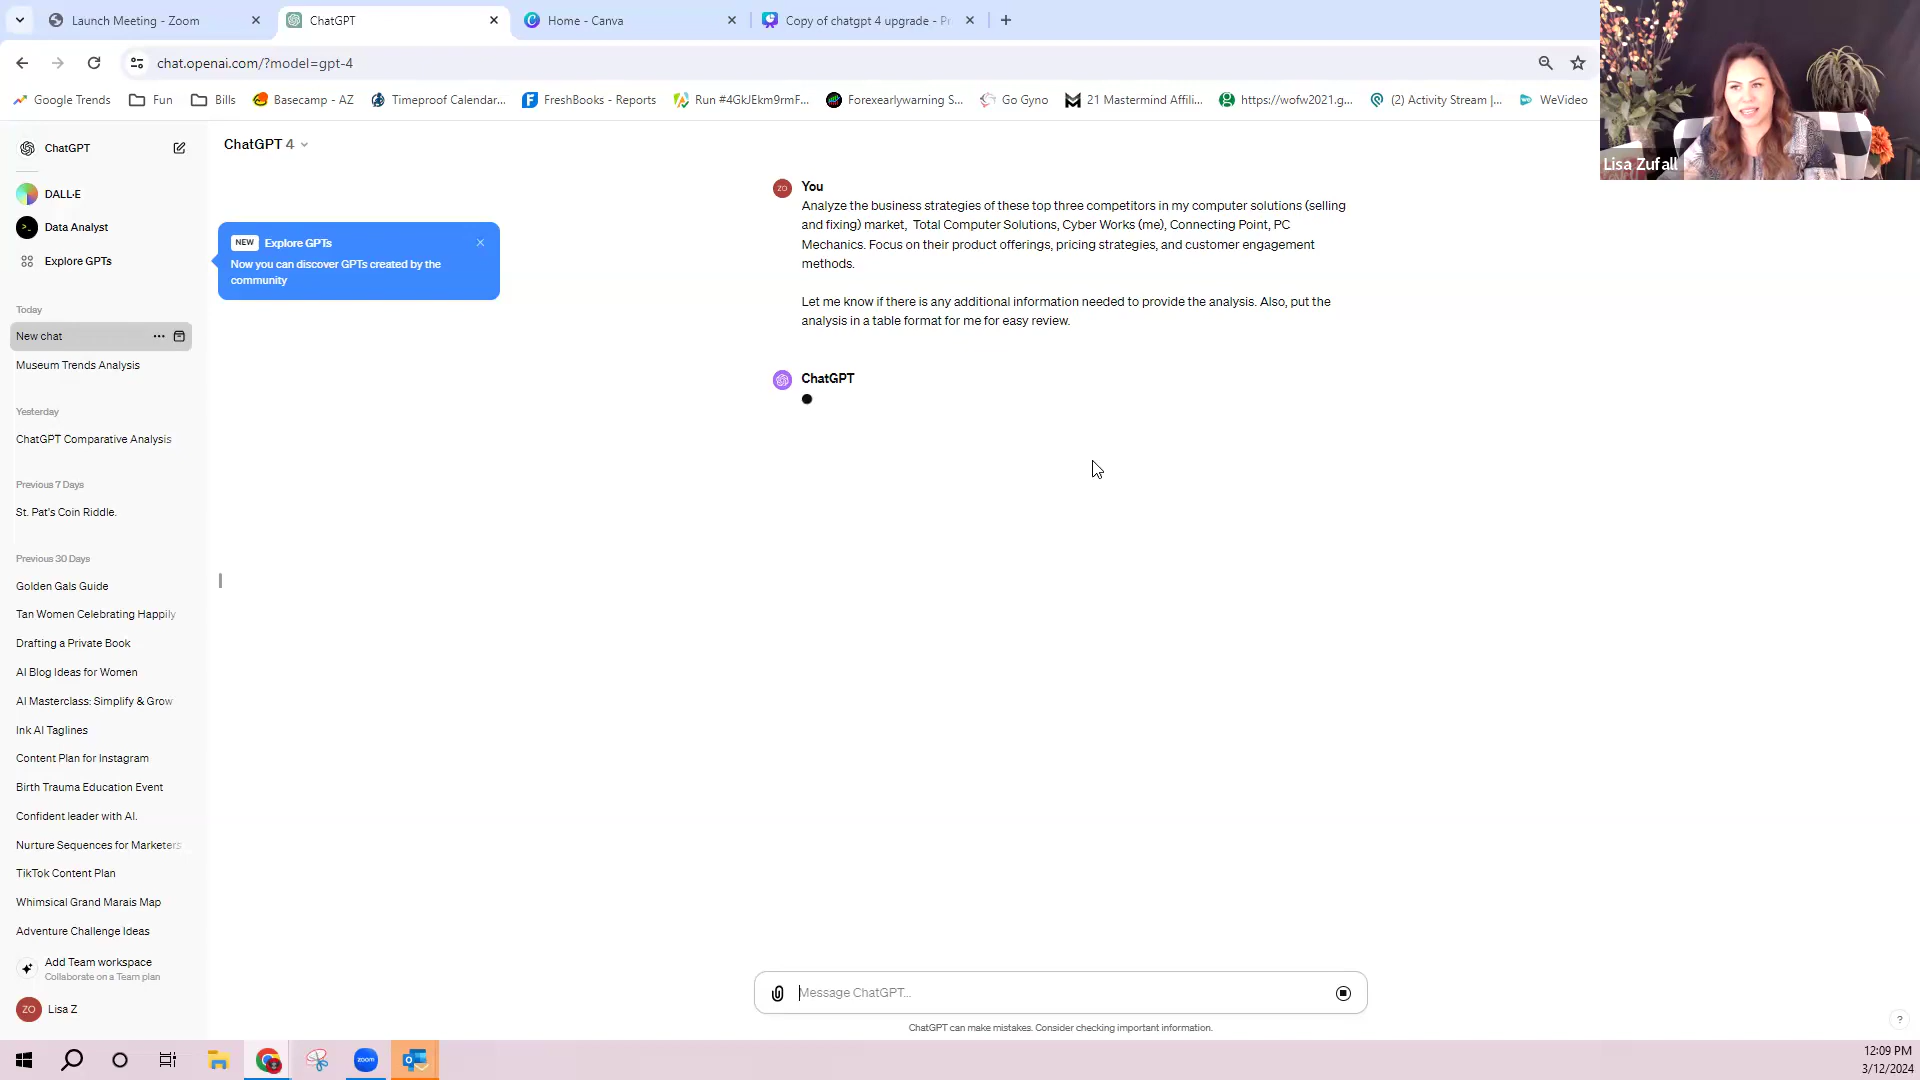 Launch Meeting - Zoom
ChatGPT
Home - Canva
Copy of chatgpt 4 upgrade - Pr
chat.openai.com/?model=gpt-4
Google Trends
Fun
Bills
Basecamp - AZ
Timeproof Calendar...
FreshBooks - Reports
Run #4GkJEkm9rmF...
Forexearlywarning S...
Go Gyno
21 Mastermind Affili...
https://wofw2021.g...
(2) Activity Stream |...
WeVideo
Lisa Zufall
ChatGPT
DALL·E
Data Analyst
Explore GPTs
Today
New chat
Museum Trends Analysis
Yesterday
ChatGPT Comparative Analysis
Previous 7 Days
St. Pat's Coin Riddle.
Previous 30 Days
Golden Gals Guide
Tan Women Celebrating Happily
Drafting a Private Book
AI Blog Ideas for Women
AI Masterclass: Simplify & Grow
Ink AI Taglines
Content Plan for Instagram
Birth Trauma Education Event
Confident leader with AI.
Nurture Sequences for Marketers
TikTok Content Plan
Whimsical Grand Marais Map
Adventure Challenge Ideas
Add Team workspace
Collaborate on a Team plan
ZO Lisa Z
ChatGPT 4
NEW Explore GPTs
Now you can discover GPTs created by the
community
ZO You
Analyze the business strategies of these top three competitors in my computer solutions (selling
and fixing) market,  Total Computer Solutions, Cyber Works (me), Connecting Point, PC
Mechanics. Focus on their product offerings, pricing strategies, and customer engagement
methods.
Let me know if there is any additional information needed to provide the analysis. Also, put the
analysis in a table format for me for easy review.
ChatGPT
Message ChatGPT...
ChatGPT can make mistakes. Consider checking important information.
?
zoom
12:09 PM
3/12/2024